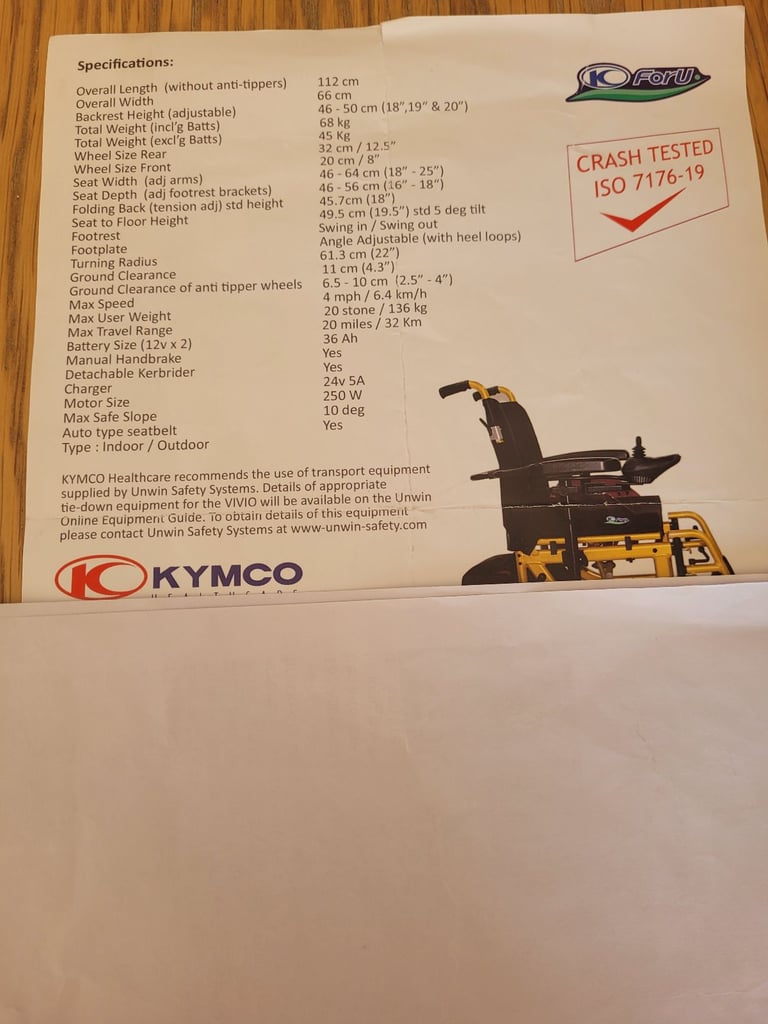 Specifications:
Overall Length (without anti-tippers) 112 cm
Overall Width 66 cm
Backrest Height (adjustable) 46 - 50 cm (18",19" & 20")
Total Weight (incl'g Batts) 68 kg
Total Weight (excl'g Batts) 45 Kg
Wheel Size Rear 32 cm / 12.5"
Wheel Size Front 20 cm / 8"
Seat Width (adj arms) 46 - 64 cm (18" - 25")
Seat Depth (adj footrest brackets) 46 - 56 cm (16" - 18")
Folding Back (tension adj) std height 45.7cm (18")
Seat to Floor Height 49.5 cm (19.5") std 5 deg tilt
Footrest Swing in / Swing out
Footplate Angle Adjustable (with heel loops)
Turning Radius 61.3 cm (22")
Ground Clearance 11 cm (4.3")
Ground Clearance of anti tipper wheels 6.5 - 10 cm (2.5" - 4")
Max Speed 4 mph / 6.4 km/h
Max User Weight 20 stone / 136 kg
Max Travel Range 20 miles / 32 Km
Battery Size (12v x 2) 36 Ah
Manual Handbrake Yes
Detachable Kerbrider Yes
Charger 24v 5A
Motor Size 250 W
Max Safe Slope 10 deg
Auto type seatbelt Yes
Type : Indoor / Outdoor
KYMCO Healthcare recommends the use of transport equipment
supplied by Unwin Safety Systems. Details of appropriate
tie-down equipment for the VIVIO will be available on the Unwin
Online Equipment Guide. To obtain details of this equipment
please contact Unwin Safety Systems at www-unwin-safety.com
KYMCO
HEALTHCARE
ForU
CRASH TESTED
ISO 7176-19